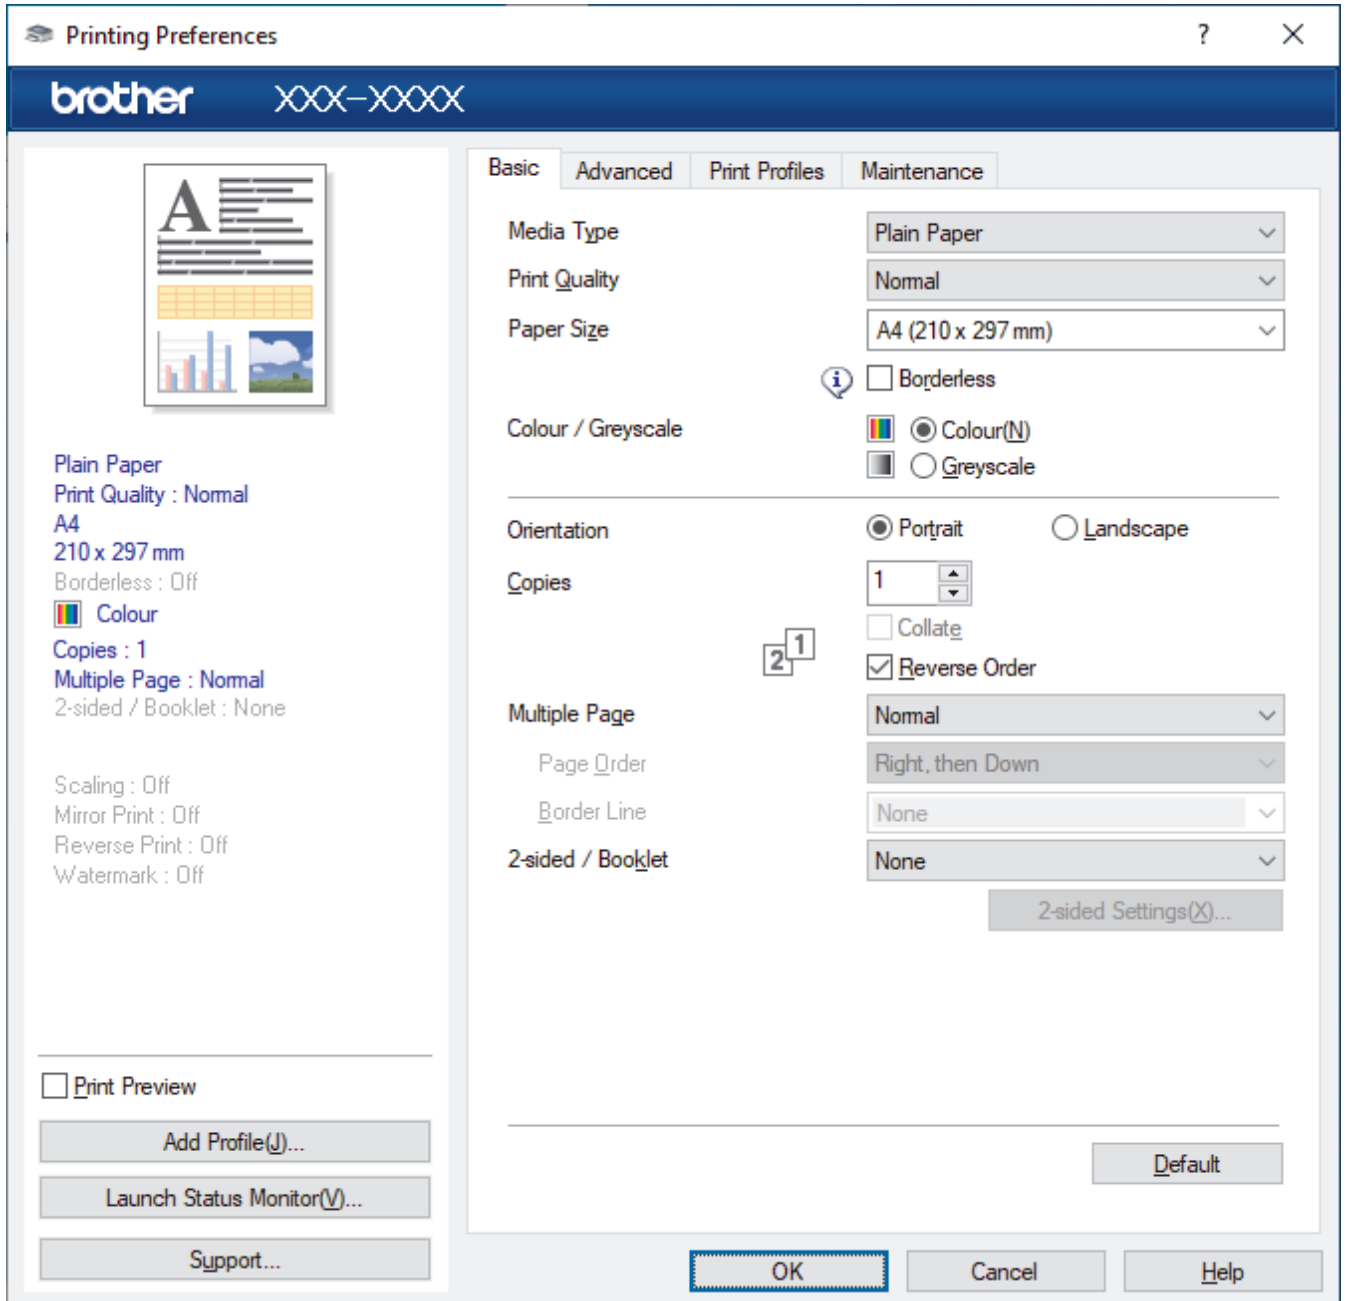 Printing Preferences
?
brother XXX-XXXX
A
Plain Paper
Print Quality : Normal
A4
210 x 297 mm
Borderless : Off
Colour
Copies : 1
Multiple Page : Normal
2-sided / Booklet : None
Scaling : Off
Mirror Print : Off
Reverse Print : Off
Watermark : Off
Print Preview
Add Profile(J)...
Launch Status Monitor(V)...
Support...
Basic Advanced Print Profiles Maintenance
Media Type Plain Paper
Print Quality Normal
Paper Size A4 (210 x 297 mm)
i Borderless
Colour / Greyscale Colour(N)
Greyscale
Orientation Portrait Landscape
Copies 1
Collate
2 1
Reverse Order
Multiple Page Normal
Page Order Right, then Down
Border Line None
2-sided / Booklet None
2-sided Settings(X)...
Default
OK Cancel Help